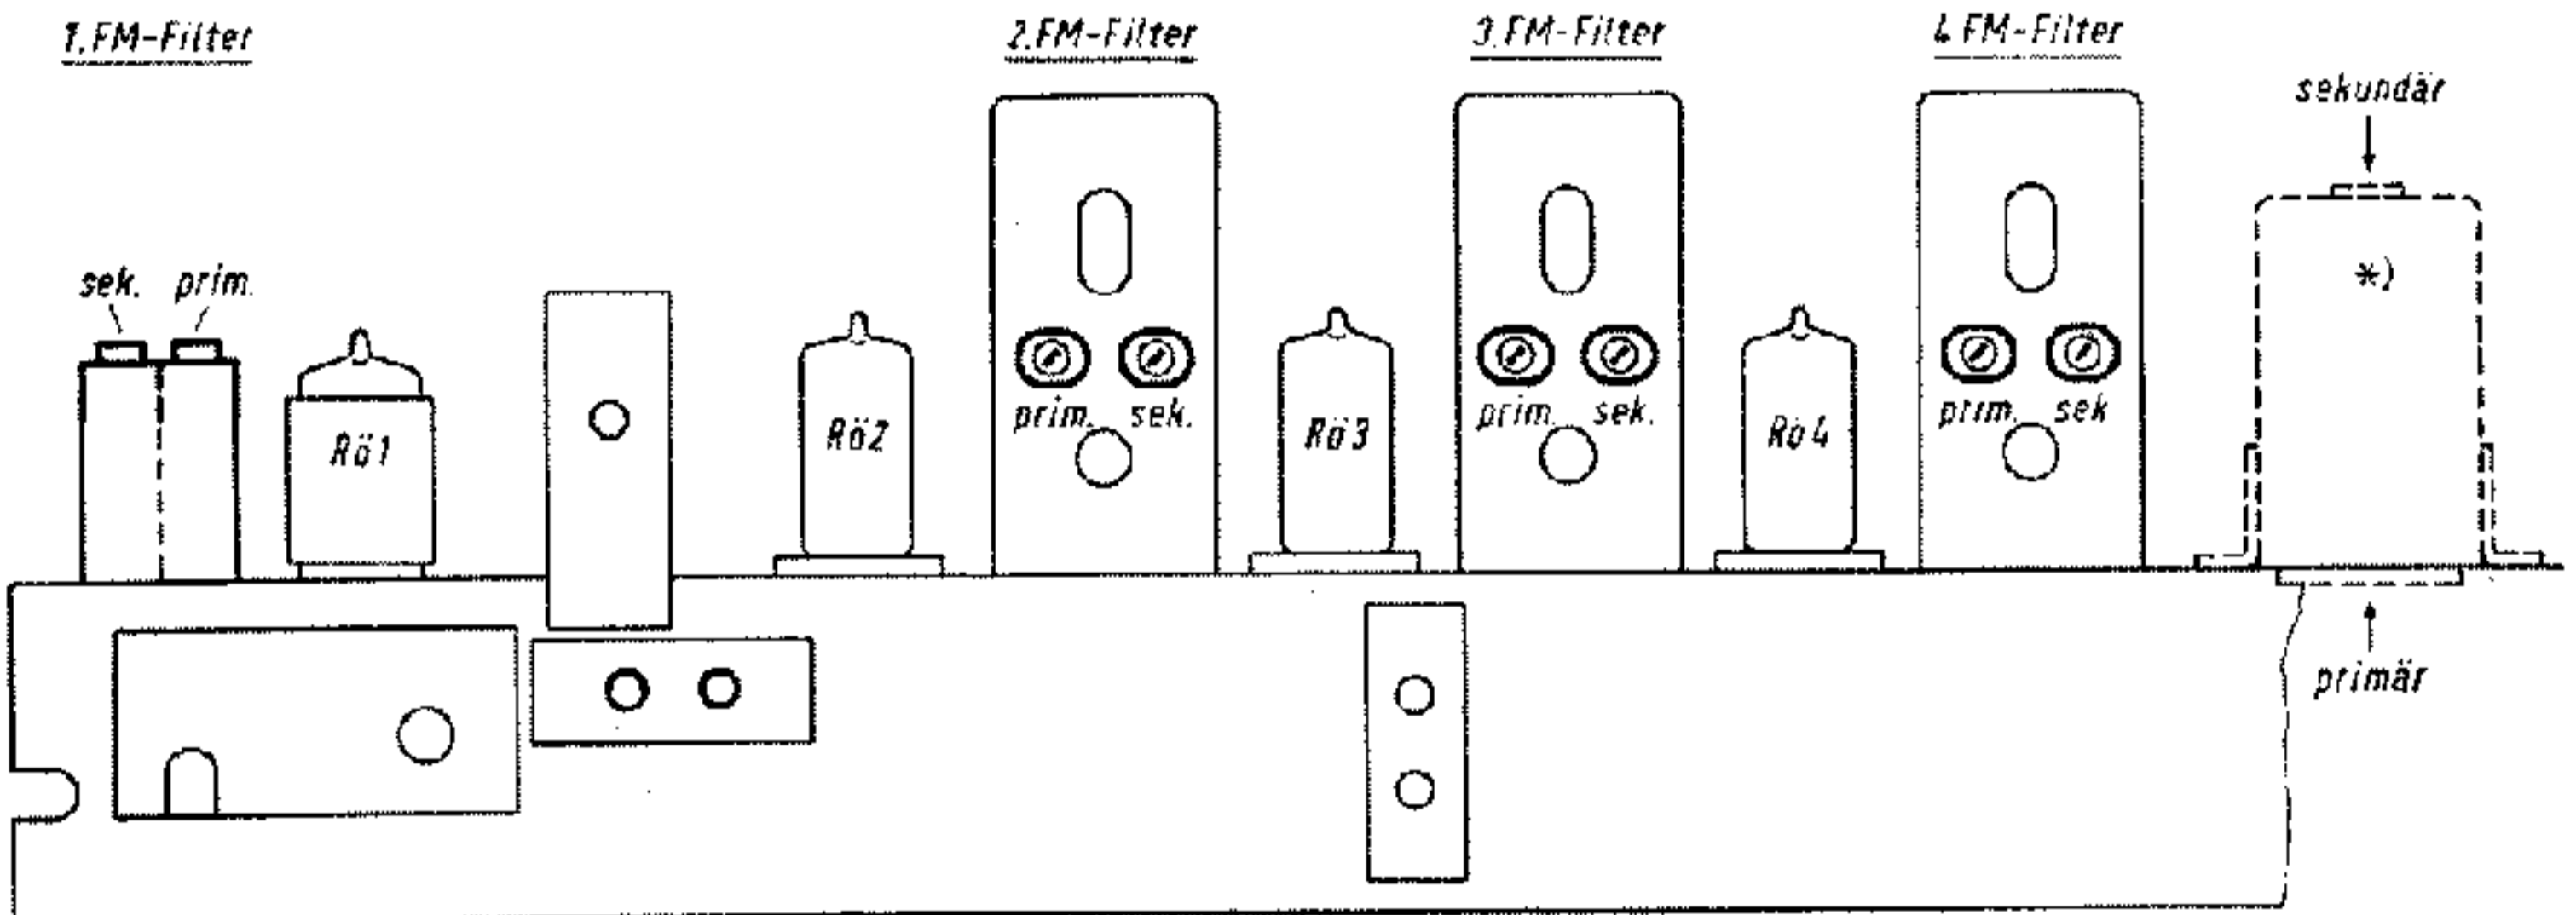 1. FM-Filter
2. FM-Filter
3. FM-Filter
4. FM-Filter
sekundär
*)
sek. prim.
prim. sek.
prim. sek.
prim. sek
Rö1
Rö2
Rö3
Rö4
primär